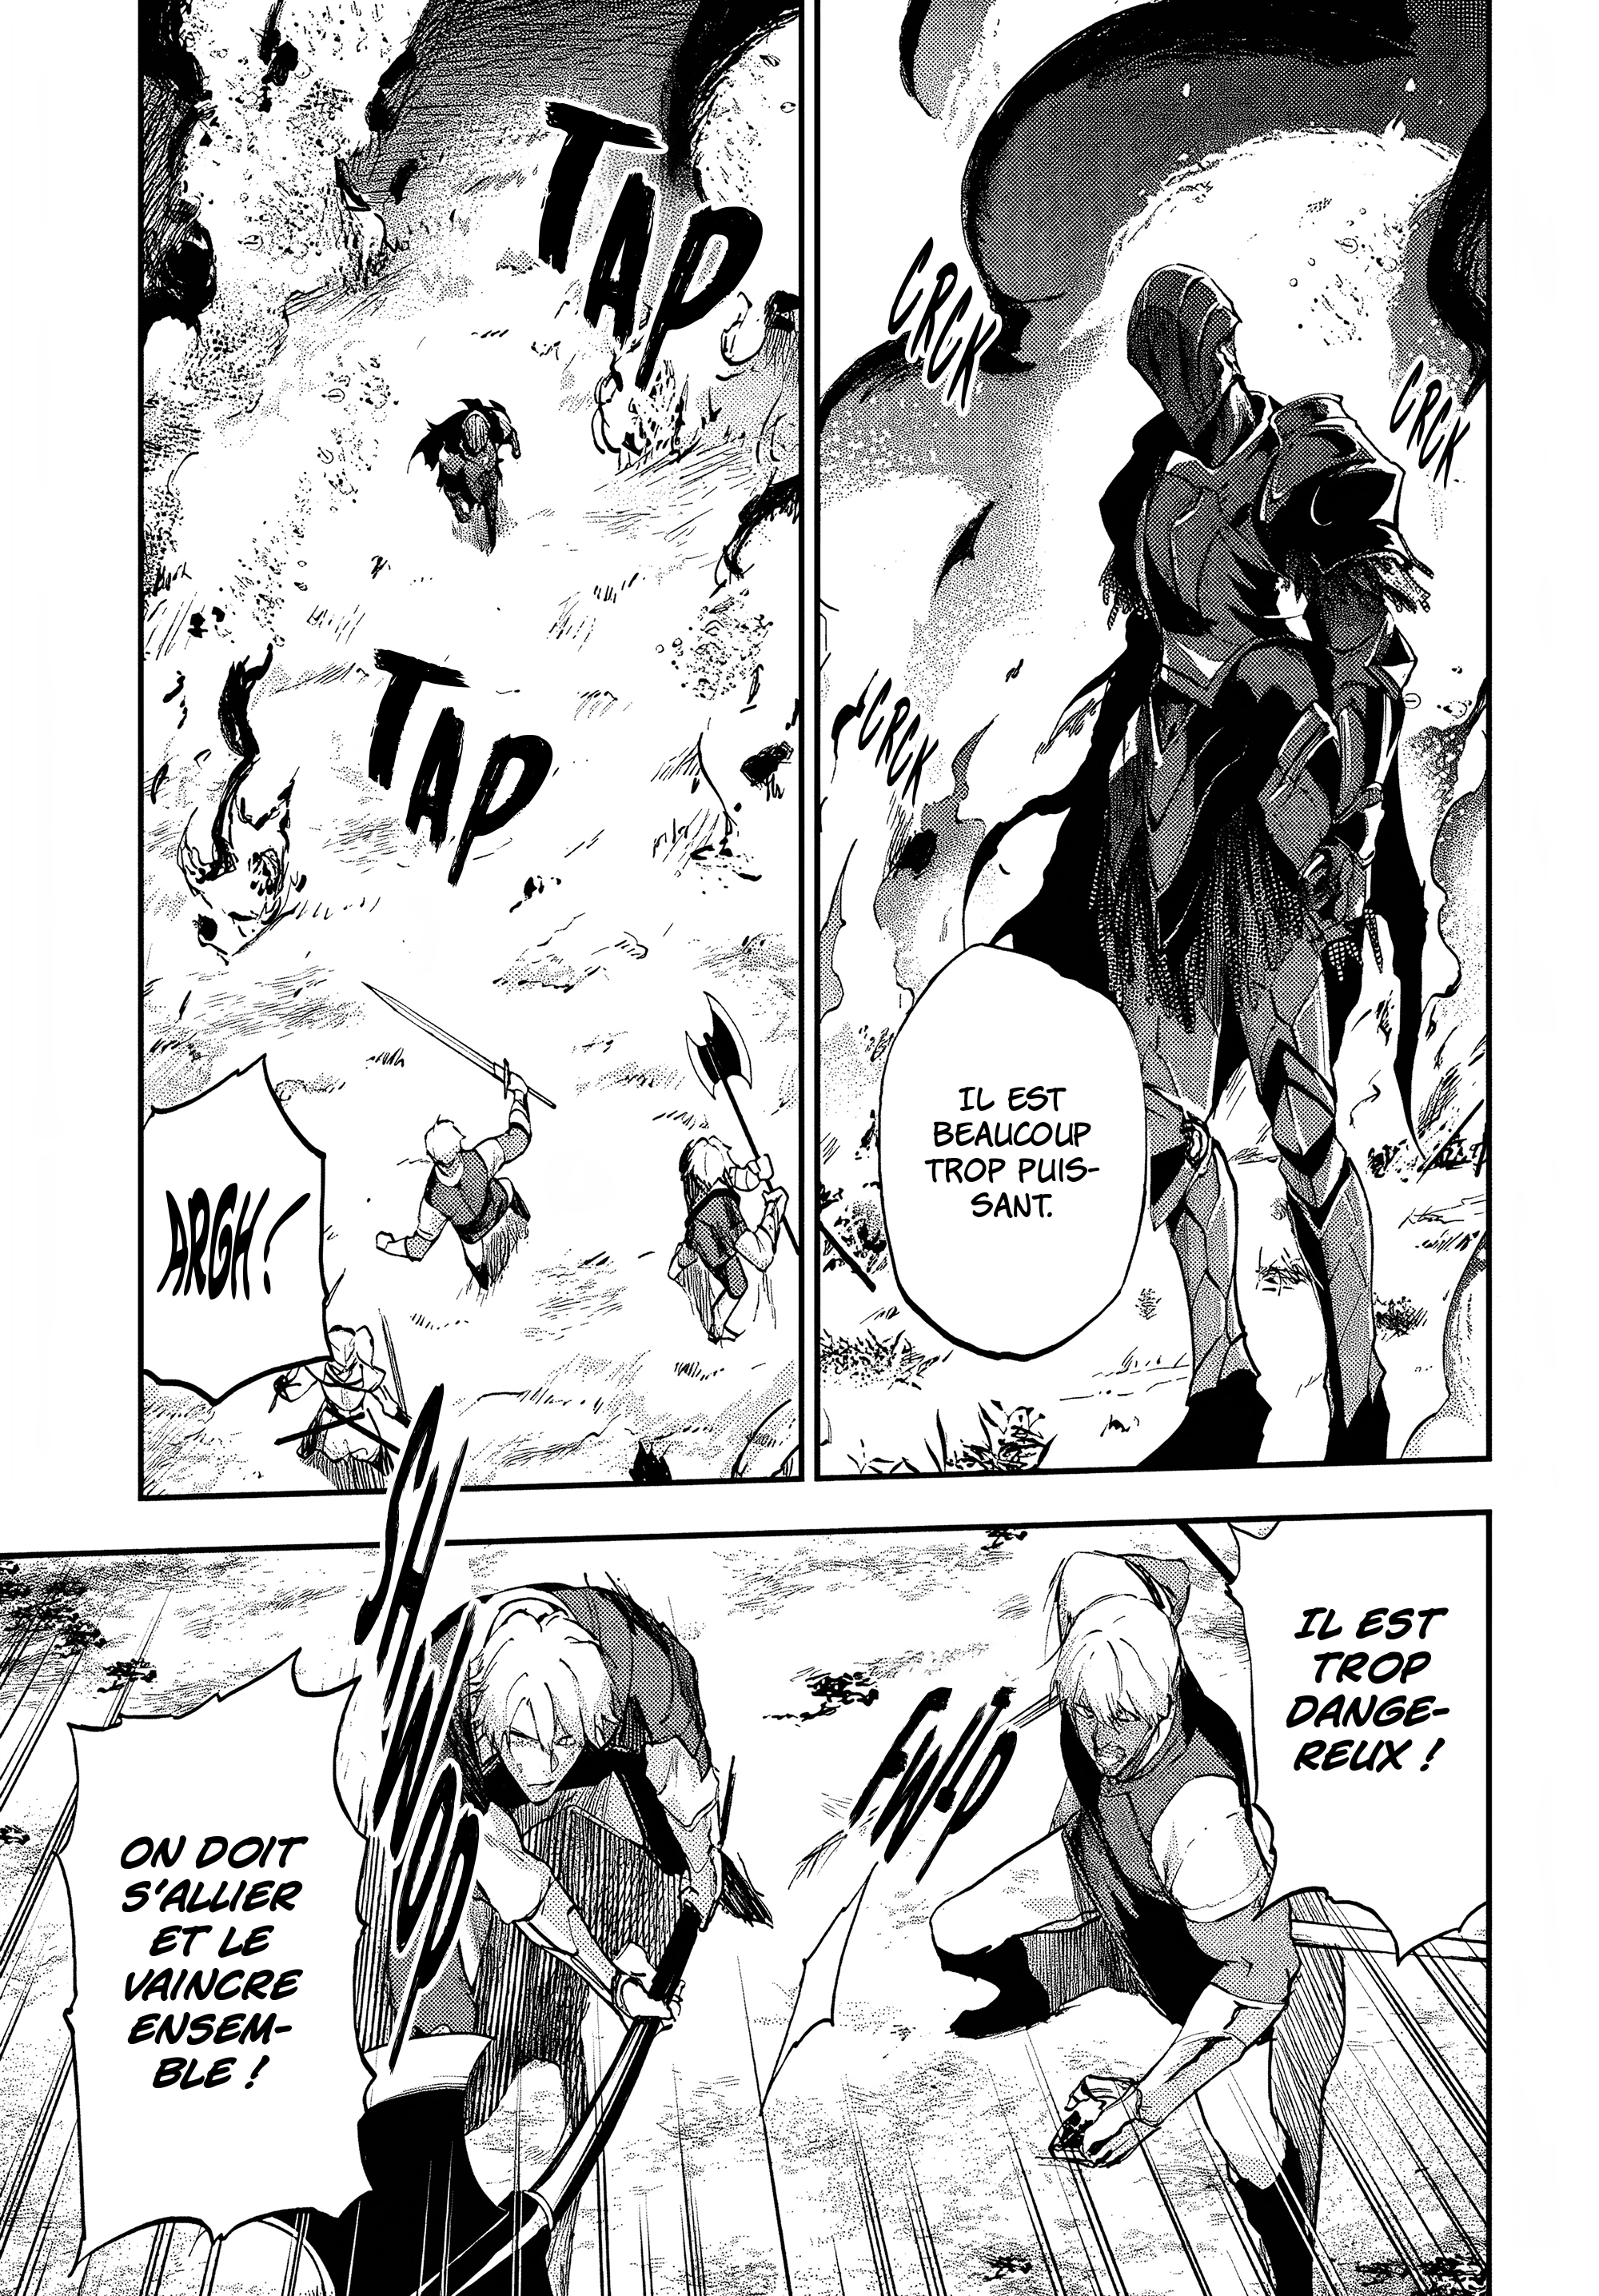 CRCK
CRCK
CRCK
IL EST
BEAUCOUP
TROP PUIS-
SANT.
TAP
TAP
ARGH !
IL EST
TROP
DANGE-
REUX !
FWIP
SHWOOP
ON DOIT
S'ALLIER
ET LE
VAINCRE
ENSEM-
BLE !